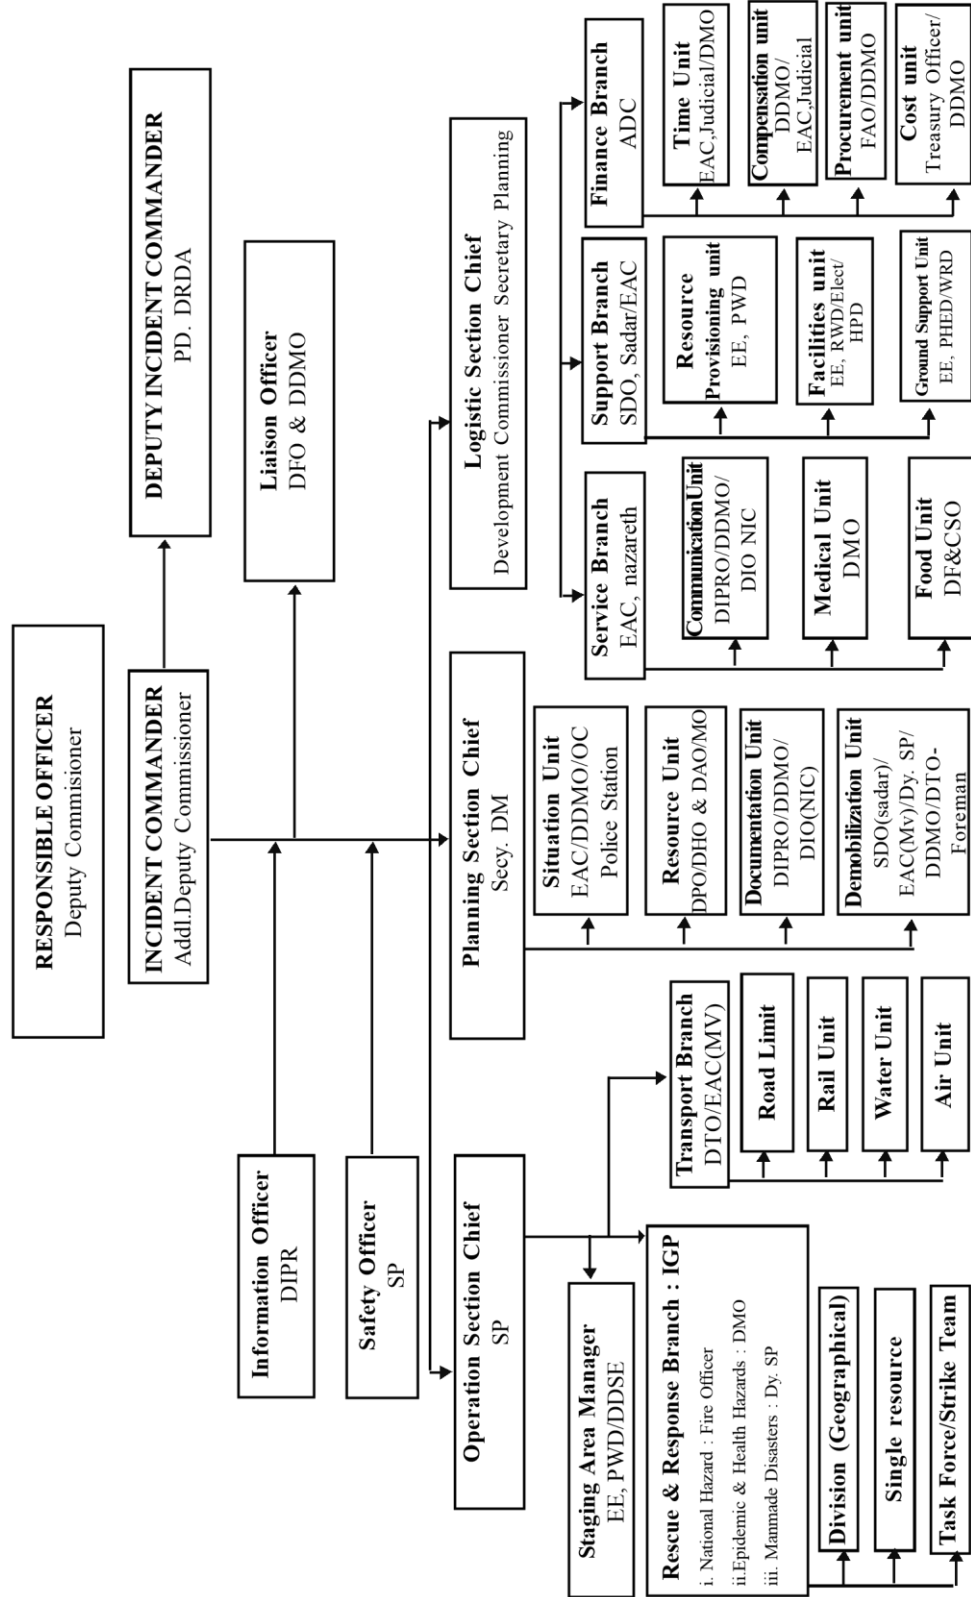 RESPONSIBLE OFFICER
Deputy Commisioner
INCIDENT COMMANDER
Addl.Deputy Commissioner
DEPUTY INCIDENT COMMANDER
PD. DRDA
Information Officer
DIPR
Liaison Officer
DFO & DDMO
Safety Officer
SP
Operation Section Chief
SP
Planning Section Chief
Secy. DM
Logistic Section Chief
Development Commissioner Secretary Planning
Staging Area Manager
EE, PWD/DDSE
Rescue & Response Branch : IGP
i. National Hazard : Fire Officer
ii.Epidemic & Health Hazards : DMO
iii. Manmade Disasters : Dy. SP
Division (Geographical)
Single resource
Task Force/Strike Team
Transport Branch
DTO/EAC(MV)
Road Limit
Rail Unit
Water Unit
Air Unit
Situation Unit
EAC/DDMO/OC
Police Station
Resource Unit
DPO/DHO & DAO/MO
Documentation Unit
DIPRO/DDMO/
DIO(NIC)
Demobilization Unit
SDO(sadar)/
EAC(Mv)/Dy. SP/
DDMO/DTO-
Foreman
Service Branch
EAC, nazareth
Communication Unit
DIPRO/DDMO/
DIO NIC
Medical Unit
DMO
Food Unit
DF&CSO
Support Branch
SDO, Sadar/EAC
Resource
Provisioning unit
EE, PWD
Facilities unit
EE, RWD/Elect/
HPD
Ground Support Unit
EE, PHED/WRD
Finance Branch
ADC
Time Unit
EAC,Judicial/DMO
Compensation unit
DDMO/
EAC,Judicial
Procurement unit
FAO/DDMO
Cost unit
Treasury Officer/
DDMO